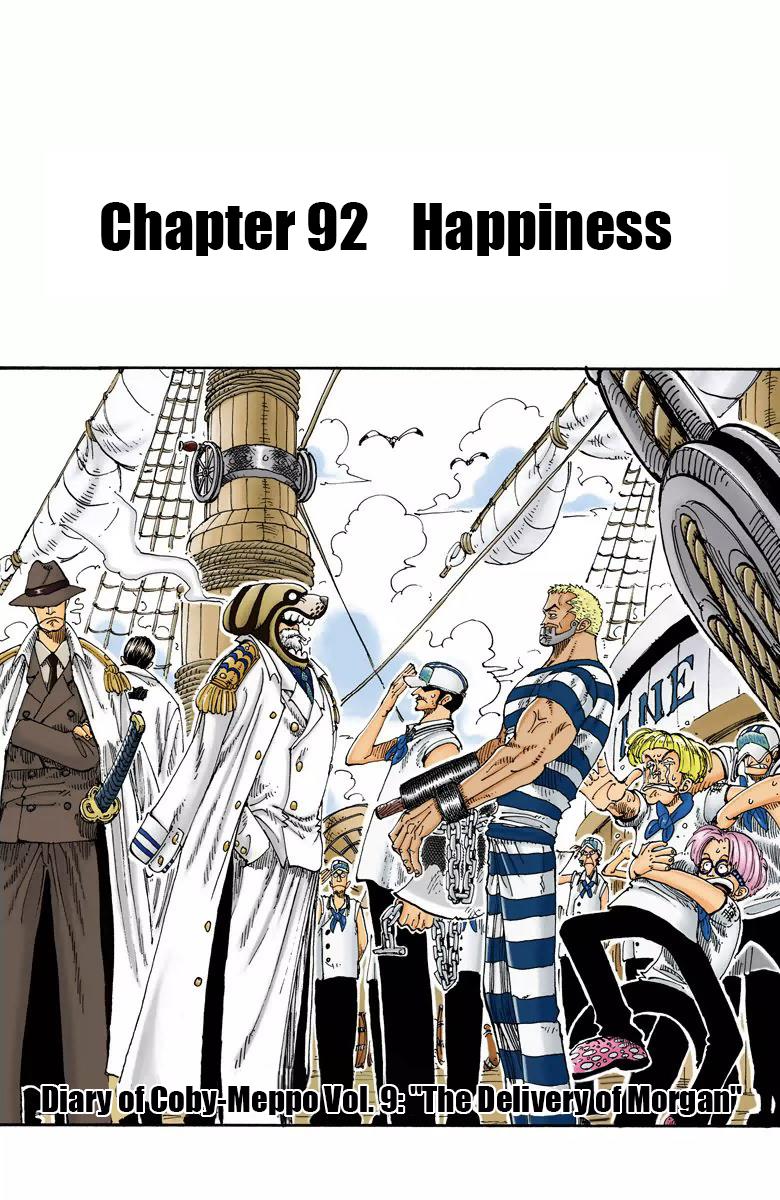 Chapter 92 Happiness
INE
Diary of Coby-Meppo Vol. 9: "The Delivery of Morgan"